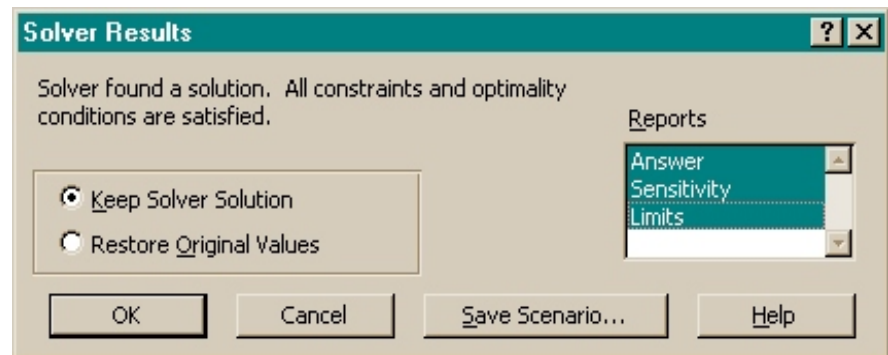 Solver Results
? X
Solver found a solution. All constraints and optimality
conditions are satisfied.
Reports
Answer
Sensitivity
Limits
Keep Solver Solution
Restore Original Values
OK Cancel Save Scenario... Help